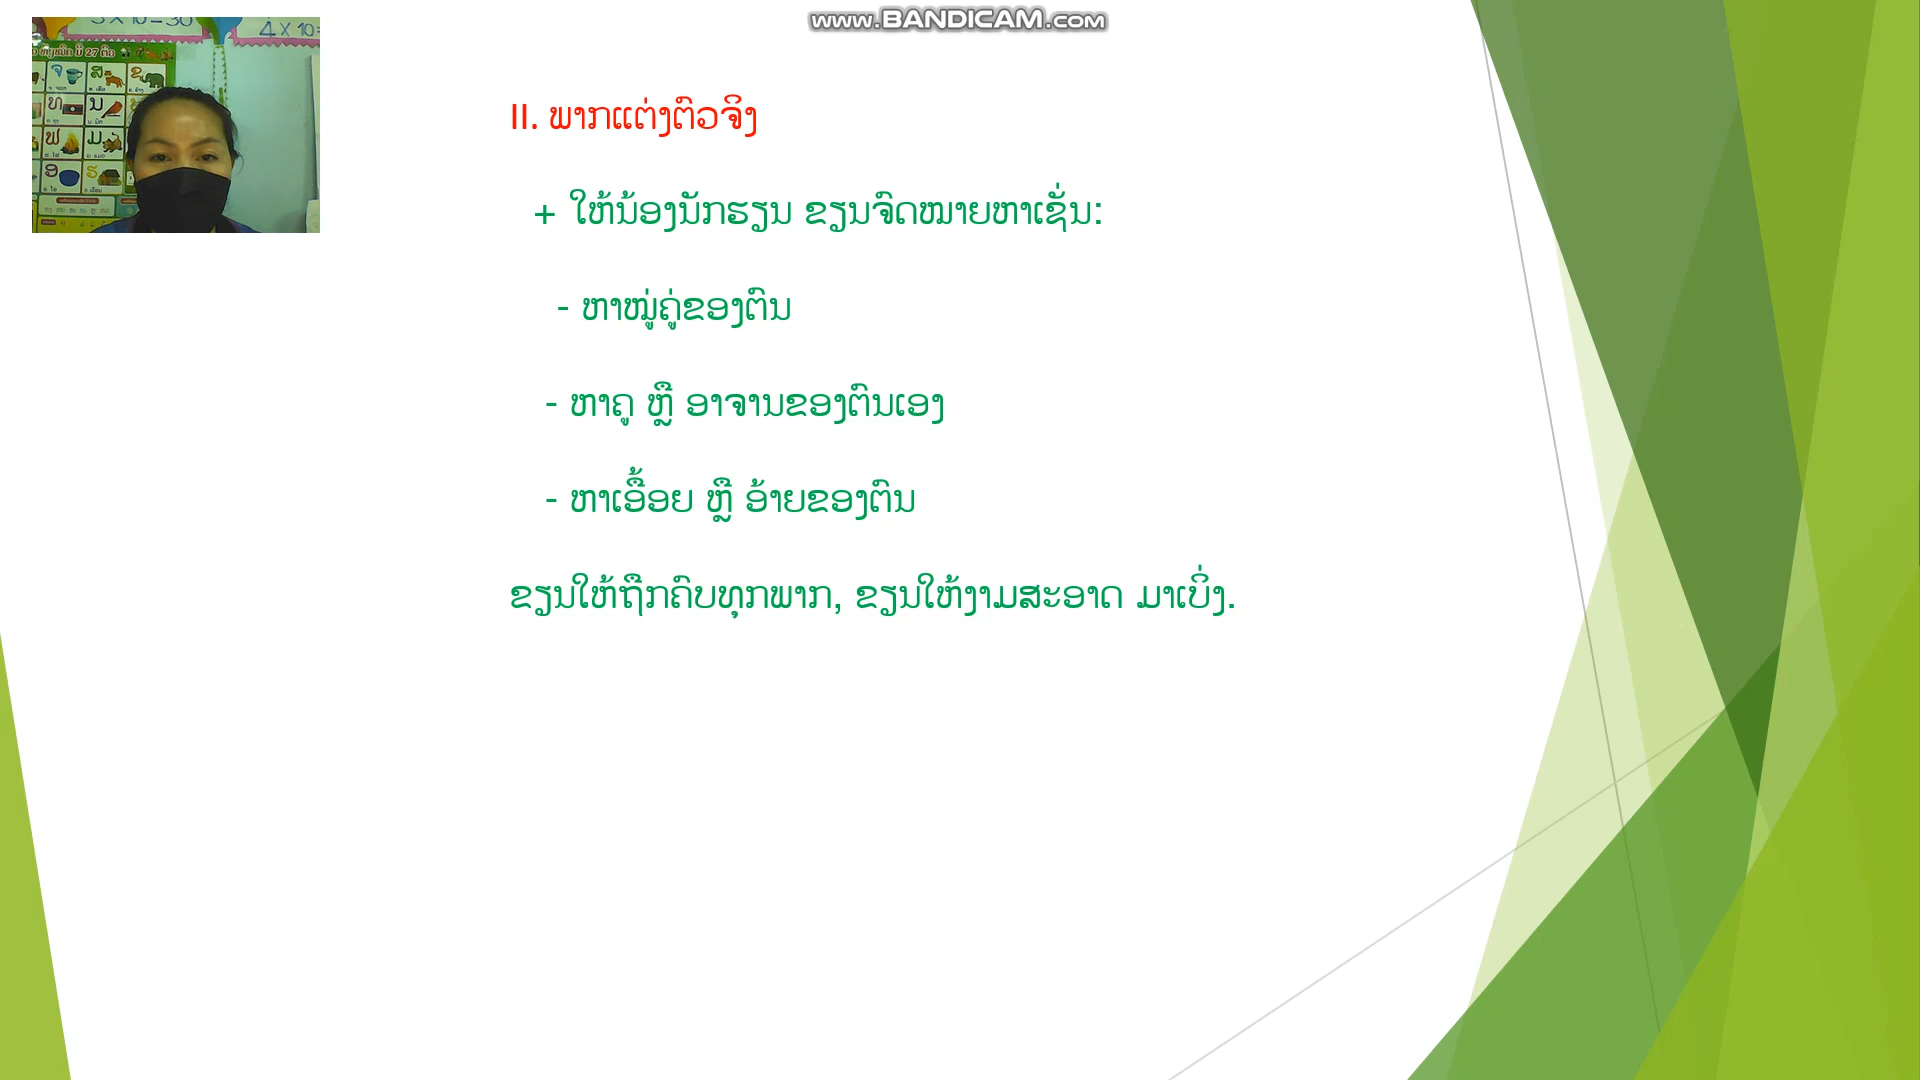 www.BANDICAM.com
3 X 10 = 30
4 X 10 =
II. ພາກແຕ່ງຕົວຈິງ
+ ໃຫ້ນ້ອງນັກຮຽນ ຂຽນຈົດໝາຍຫາເຊັ່ນ:
- ຫາໝູ່ຄູ່ຂອງຕົນ
- ຫາຄູ ຫຼື ອາຈານຂອງຕົນເອງ
- ຫາເອື້ອຍ ຫຼື ອ້າຍຂອງຕົນ
ຂຽນໃຫ້ຖືກຄົບທຸກພາກ, ຂຽນໃຫ້ງາມສະອາດ ມາເບິ່ງ.